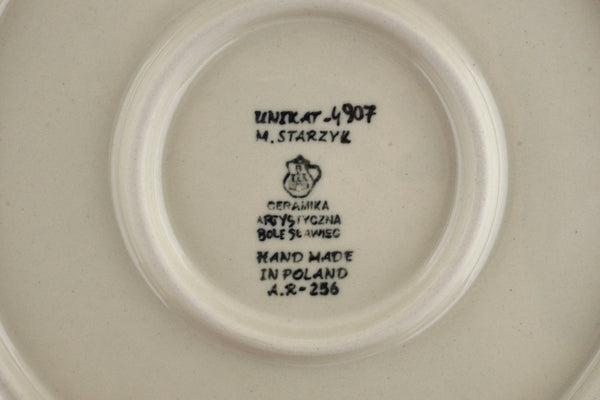 UNIKAT-4907
M. STARZYK
CERAMIKA
ARTYSTYCZNA
BOLESŁAWIEC
HAND MADE
IN POLAND
A.R-256